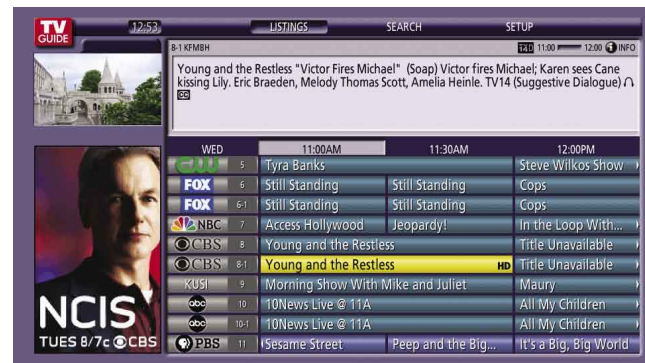 TV
GUIDE
12:53
LISTINGS SEARCH SETUP
8-1 KFMBH
14D 11:00 12:00 i INFO
Young and the Restless "Victor Fires Michael" (Soap) Victor fires Michael; Karen sees Cane
kissing Lily. Eric Braeden, Melody Thomas
Scott, Amelia Heinle. TV14 (Suggestive Dialogue)
CC
WED 11:00AM 11:30AM 12:00PM
CW 5 Tyra Banks Steve Wilkos Show
FOX 6 Still Standing Still Standing Cops
FOX 6-1 Still Standing Still Standing Cops
NBC 7 Access Hollywood Jeopardy! In the Loop With...
CBS 8 Young and the Restless Title Unavailable
CBS 8-1 Young and the Restless HD Title Unavailable
KUSI 9 Morning Show With Mike and Juliet Maury
abc 10 10News Live @ 11A All My Children
abc 10-1 10News Live @ 11A All My Children
PBS 11 Sesame Street Peep and the Big... It's a Big, Big World
NCIS
TUES 8/7c CBS